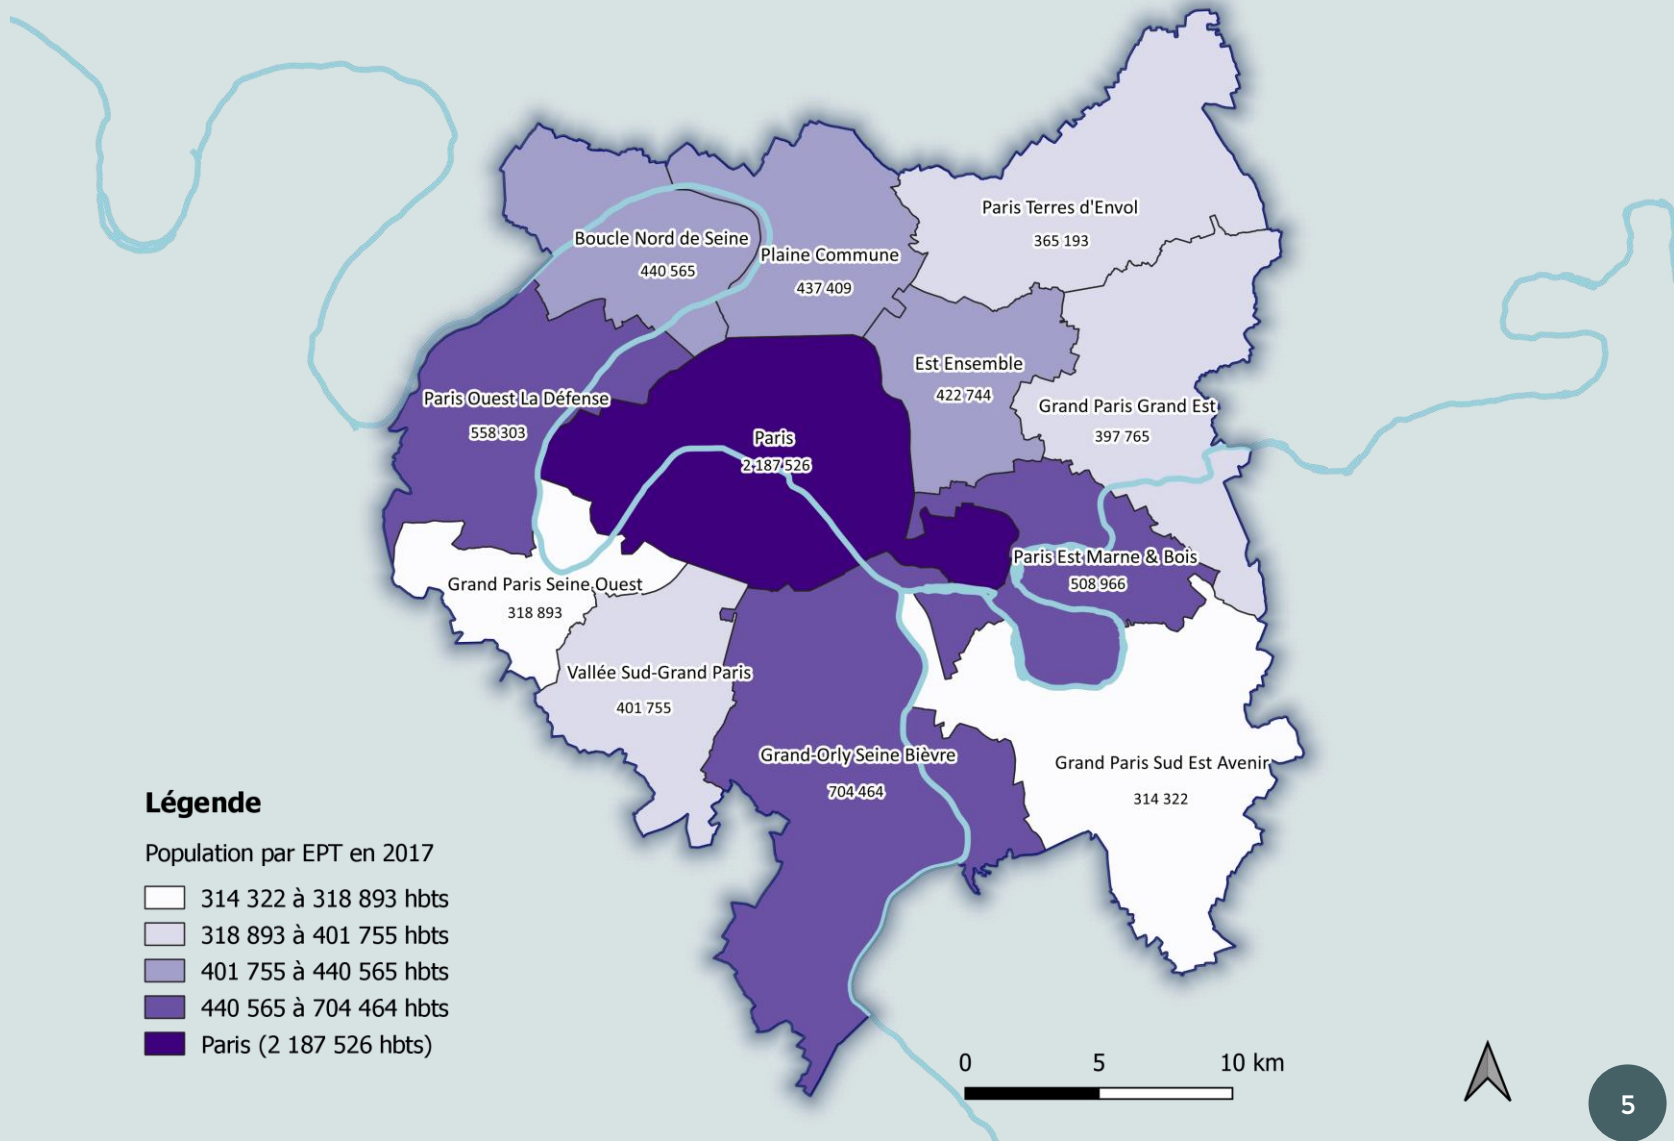 Paris Terres d'Envol
365 193
Boucle Nord de Seine
440 565
Plaine Commune
437 409
Est Ensemble
422 744
Paris Ouest La Défense
558 303
Grand Paris Grand Est
397 765
Paris
2 187 526
Paris Est Marne & Bois
508 966
Grand Paris Seine Ouest
318 893
Vallée Sud-Grand Paris
401 755
Grand-Orly Seine Bièvre
704 464
Grand Paris Sud Est Avenir
314 322
Légende
Population par EPT en 2017
314 322 à 318 893 hbts
318 893 à 401 755 hbts
401 755 à 440 565 hbts
440 565 à 704 464 hbts
Paris (2 187 526 hbts)
0 5 10 km
5